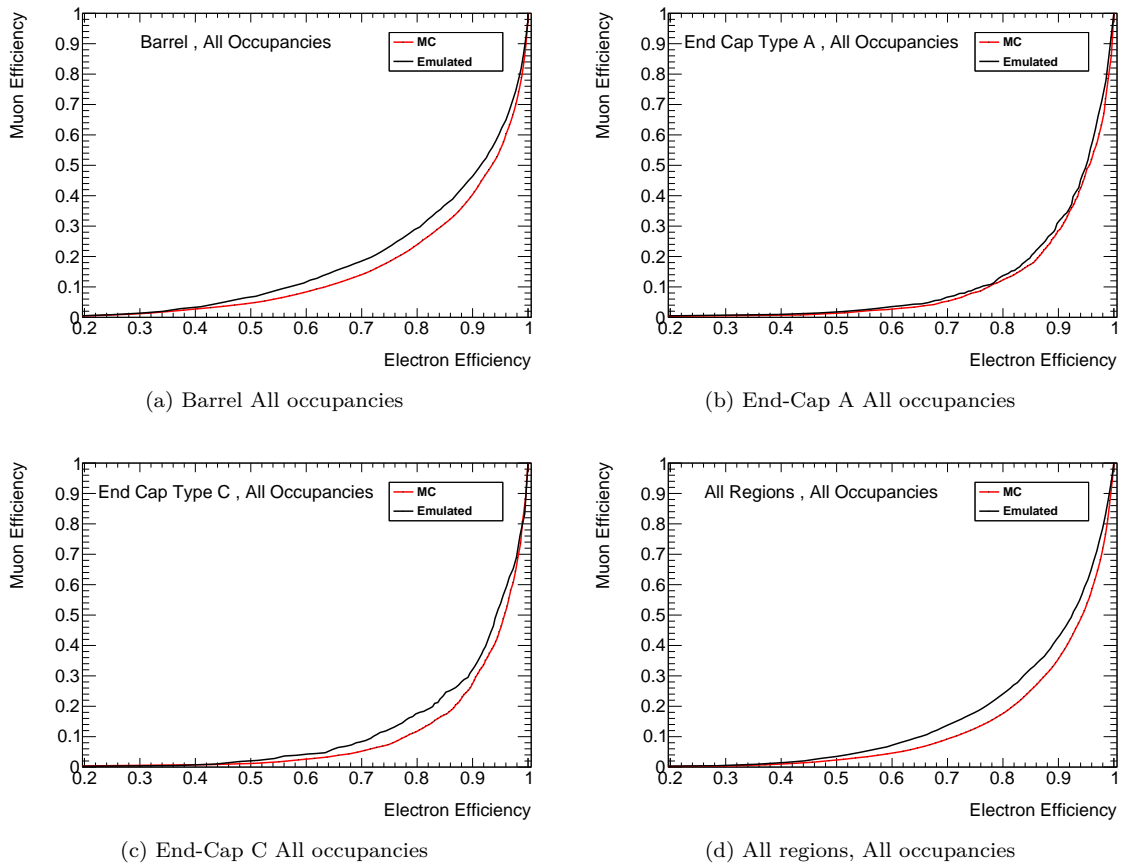 Muon Efficiency
1
0.9
0.8
0.7
0.6
0.5
0.4
0.3
0.2
0.1
0
Barrel , All Occupancies
MC
Emulated
0.2 0.3 0.4 0.5 0.6 0.7 0.8 0.9 1
Electron Efficiency
(a) Barrel All occupancies
Muon Efficiency
1
0.9
0.8
0.7
0.6
0.5
0.4
0.3
0.2
0.1
0
End Cap Type A , All Occupancies
MC
Emulated
0.2 0.3 0.4 0.5 0.6 0.7 0.8 0.9 1
Electron Efficiency
(b) End-Cap A All occupancies
Muon Efficiency
1
0.9
0.8
0.7
0.6
0.5
0.4
0.3
0.2
0.1
0
End Cap Type C , All Occupancies
MC
Emulated
0.2 0.3 0.4 0.5 0.6 0.7 0.8 0.9 1
Electron Efficiency
(c) End-Cap C All occupancies
Muon Efficiency
1
0.9
0.8
0.7
0.6
0.5
0.4
0.3
0.2
0.1
0
All Regions , All Occupancies
MC
Emulated
0.2 0.3 0.4 0.5 0.6 0.7 0.8 0.9 1
Electron Efficiency
(d) All regions, All occupancies